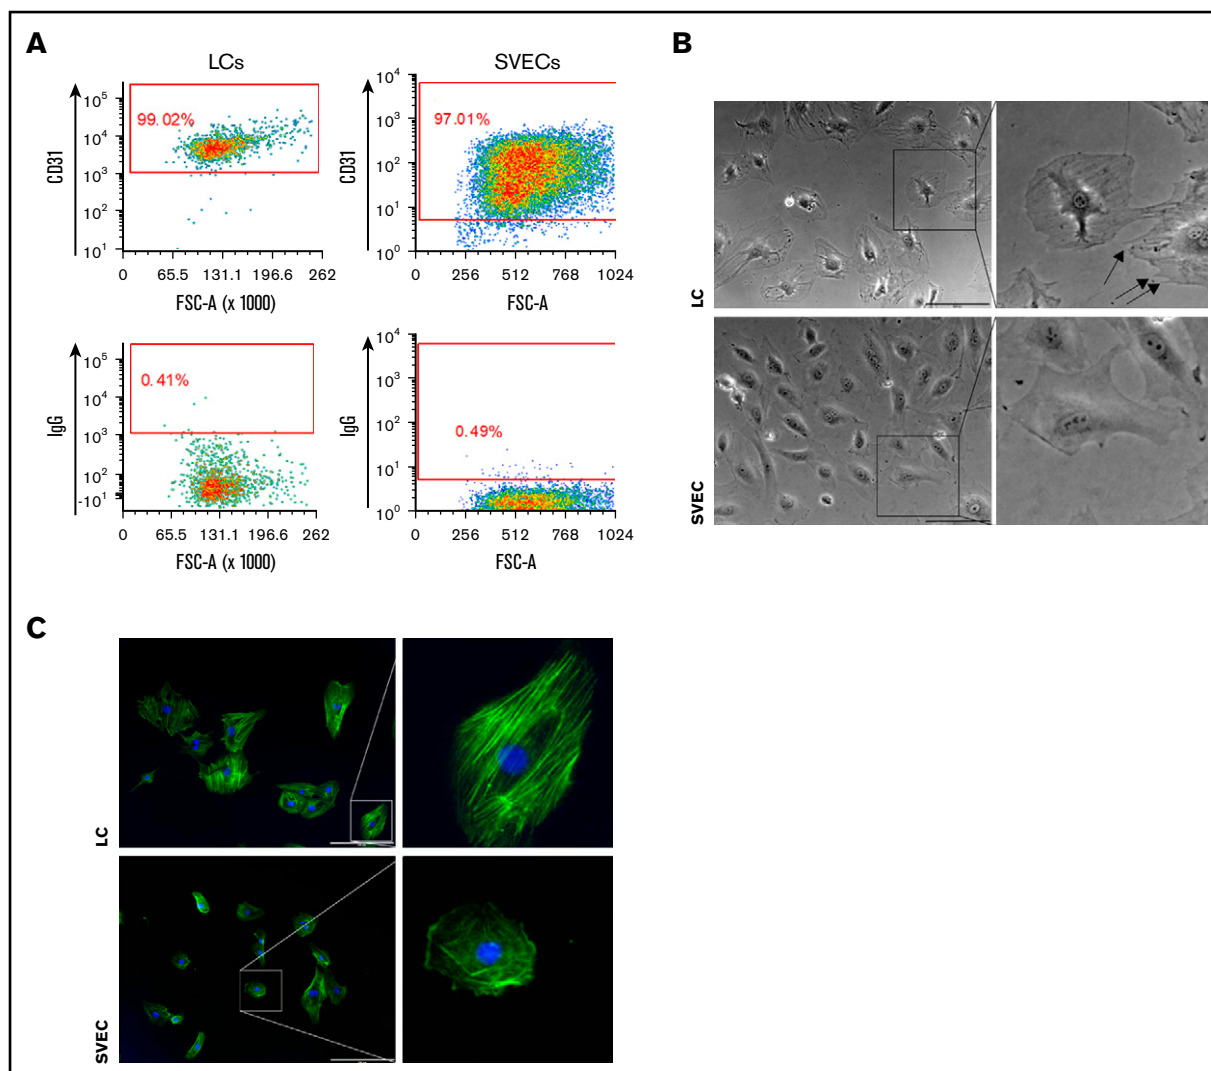 A
LCs
SVECs
CD31
10^5
10^4
10^3
10^2
10^1
99.02%
0
65.5
131.1
196.6
262
FSC-A (x 1000)
CD31
10^4
10^3
10^2
10^1
10^0
97.01%
0
256
512
768
1024
FSC-A
IgG
10^5
10^4
10^3
10^2
-10^1
0.41%
0
65.5
131.1
196.6
262
FSC-A (x 1000)
IgG
10^4
10^3
10^2
10^1
10^0
0.49%
0
256
512
768
1024
FSC-A
B
LC
SVEC
C
LC
SVEC